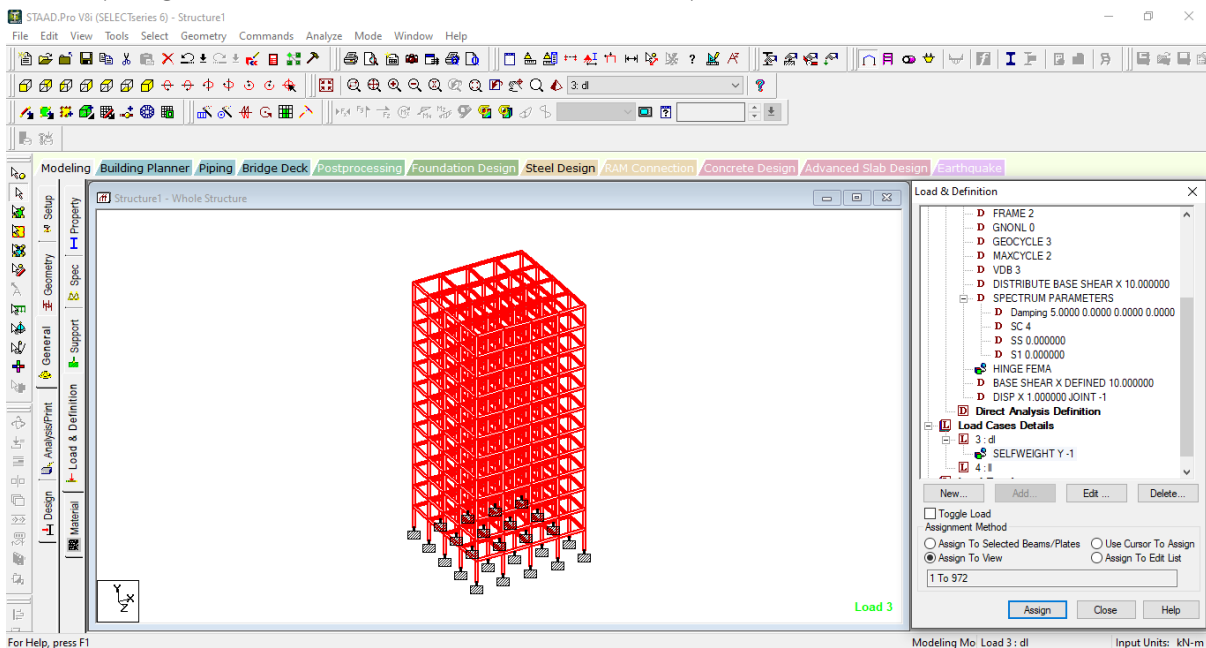 STAAD.Pro V8i (SELECTseries 6) - Structure1
File Edit View Tools Select Geometry Commands Analyze Mode Window Help
3: dl
Modeling Building Planner Piping Bridge Deck Postprocessing Foundation Design Steel Design RAM Connection Concrete Design Advanced Slab Design Earthquake
Setup
Geometry
General
Analysis/Print
Design
Property
Spec
Support
Load & Definition
Material
Structure1 - Whole Structure
Y
X
Z
Load 3
Load & Definition
D FRAME 2
D GNONL 0
D GEOCYCLE 3
D MAXCYCLE 2
D VDB 3
D DISTRIBUTE BASE SHEAR X 10.000000
D SPECTRUM PARAMETERS
D Damping 5.0000 0.0000 0.0000 0.0000
D SC 4
D SS 0.000000
D S1 0.000000
HINGE FEMA
D BASE SHEAR X DEFINED 10.000000
D DISP X 1.000000 JOINT -1
D Direct Analysis Definition
L Load Cases Details
L 3 : dl
SELFWEIGHT Y -1
L 4 : ll
New... Add... Edit ... Delete...
Toggle Load
Assignment Method
Assign To Selected Beams/Plates Use Cursor To Assign
Assign To View Assign To Edit List
1 To 972
Assign Close Help
For Help, press F1
Modeling Mo Load 3 : dl Input Units: kN-m